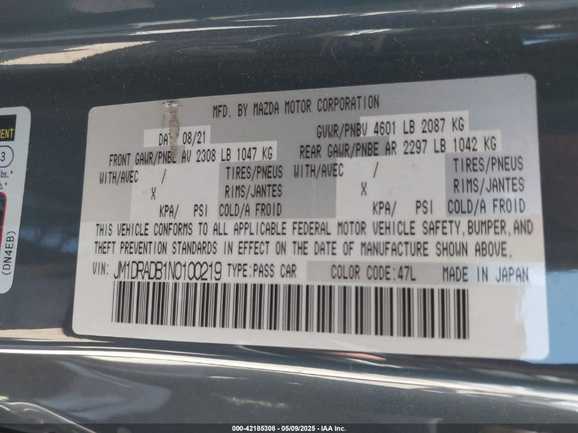 MFD. BY MAZDA MOTOR CORPORATION
DATE 08/21 GVWR/PNBV 4601 LB 2087 KG
FRONT GAWR/PNBE AV 2308 LB 1047 KG REAR GAWR/PNBE AR 2297 LB 1042 KG
WITH/AVEC / TIRES/PNEUS WITH/AVEC / TIRES/PNEUS
X RIMS/JANTES X RIMS/JANTES
KPA/ PSI COLD/A FROID KPA/ PSI COLD/A FROID
THIS VEHICLE CONFORMS TO ALL APPLICABLE FEDERAL MOTOR VEHICLE SAFETY, BUMPER, AND
THEFT PREVENTION STANDARDS IN EFFECT ON THE DATE OF MANUFACTURE SHOWN ABOVE.
VIN: JM1DRADB1N0100219 TYPE:PASS CAR COLOR CODE:47L MADE IN JAPAN
(DN4EB)
000-42185308 - 05/09/2025 - IAA Inc.